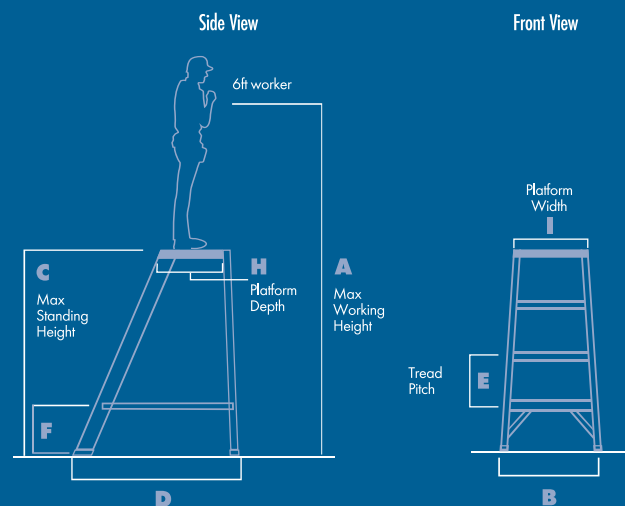 Side View
Front View
6ft worker
Platform
Width
I
C
Max
Standing
Height
H
Platform
Depth
A
Max
Working
Height
Tread
Pitch
E
F
D
B